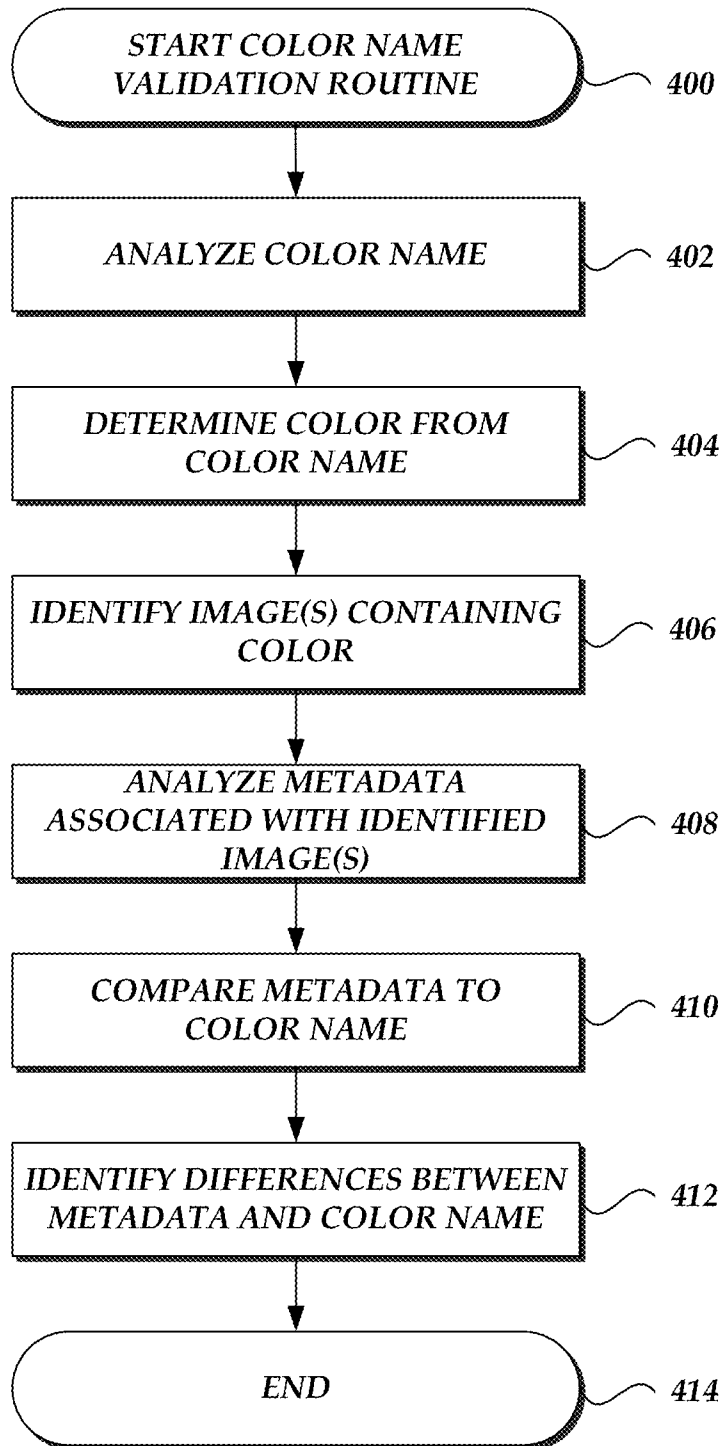 START COLOR NAME
VALIDATION ROUTINE
400
ANALYZE COLOR NAME
402
DETERMINE COLOR FROM
COLOR NAME
404
IDENTIFY IMAGE(S) CONTAINING
COLOR
406
ANALYZE METADATA
ASSOCIATED WITH IDENTIFIED
IMAGE(S)
408
COMPARE METADATA TO
COLOR NAME
410
IDENTIFY DIFFERENCES BETWEEN
METADATA AND COLOR NAME
412
END
414